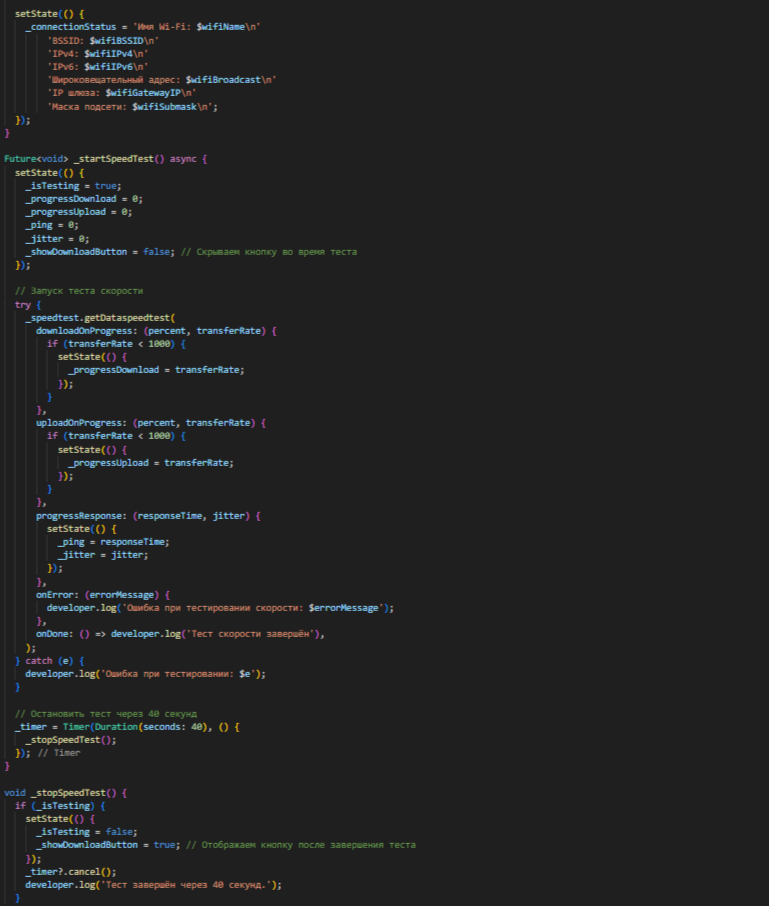 setState(() {
_connectionStatus = 'Имя Wi-Fi: $wifiName\n'
'BSSID: $wifiBSSID\n'
'IPv4: $wifiIPv4\n'
'IPv6: $wifiIPv6\n'
'Широковещательный адрес: $wifiBroadcast\n'
'IP шлюза: $wifiGatewayIP\n'
'Маска подсети: $wifiSubmask\n';
});
}
Future<void> _startSpeedTest() async {
setState(() {
_isTesting = true;
_progressDownload = 0;
_progressUpload = 0;
_ping = 0;
_jitter = 0;
_showDownloadButton = false; // Скрываем кнопку во время теста
});
// Запуск теста скорости
try {
_speedtest.getDataspeedtest(
downloadOnProgress: (percent, transferRate) {
if (transferRate < 1000) {
setState(() {
_progressDownload = transferRate;
});
}
},
uploadOnProgress: (percent, transferRate) {
if (transferRate < 1000) {
setState(() {
_progressUpload = transferRate;
});
}
},
progressResponse: (responseTime, jitter) {
setState(() {
_ping = responseTime;
_jitter = jitter;
});
},
onError: (errorMessage) {
developer.log('Ошибка при тестировании скорости: $errorMessage');
},
onDone: () => developer.log('Тест скорости завершён'),
);
} catch (e) {
developer.log('Ошибка при тестировании: $e');
}
// Остановить тест через 40 секунд
_timer = Timer(Duration(seconds: 40), () {
_stopSpeedTest();
}); // Timer
}
void _stopSpeedTest() {
if (_isTesting) {
setState(() {
_isTesting = false;
_showDownloadButton = true; // Отображаем кнопку после завершения теста
});
_timer?.cancel();
developer.log('Тест завершён через 40 секунд.');
}